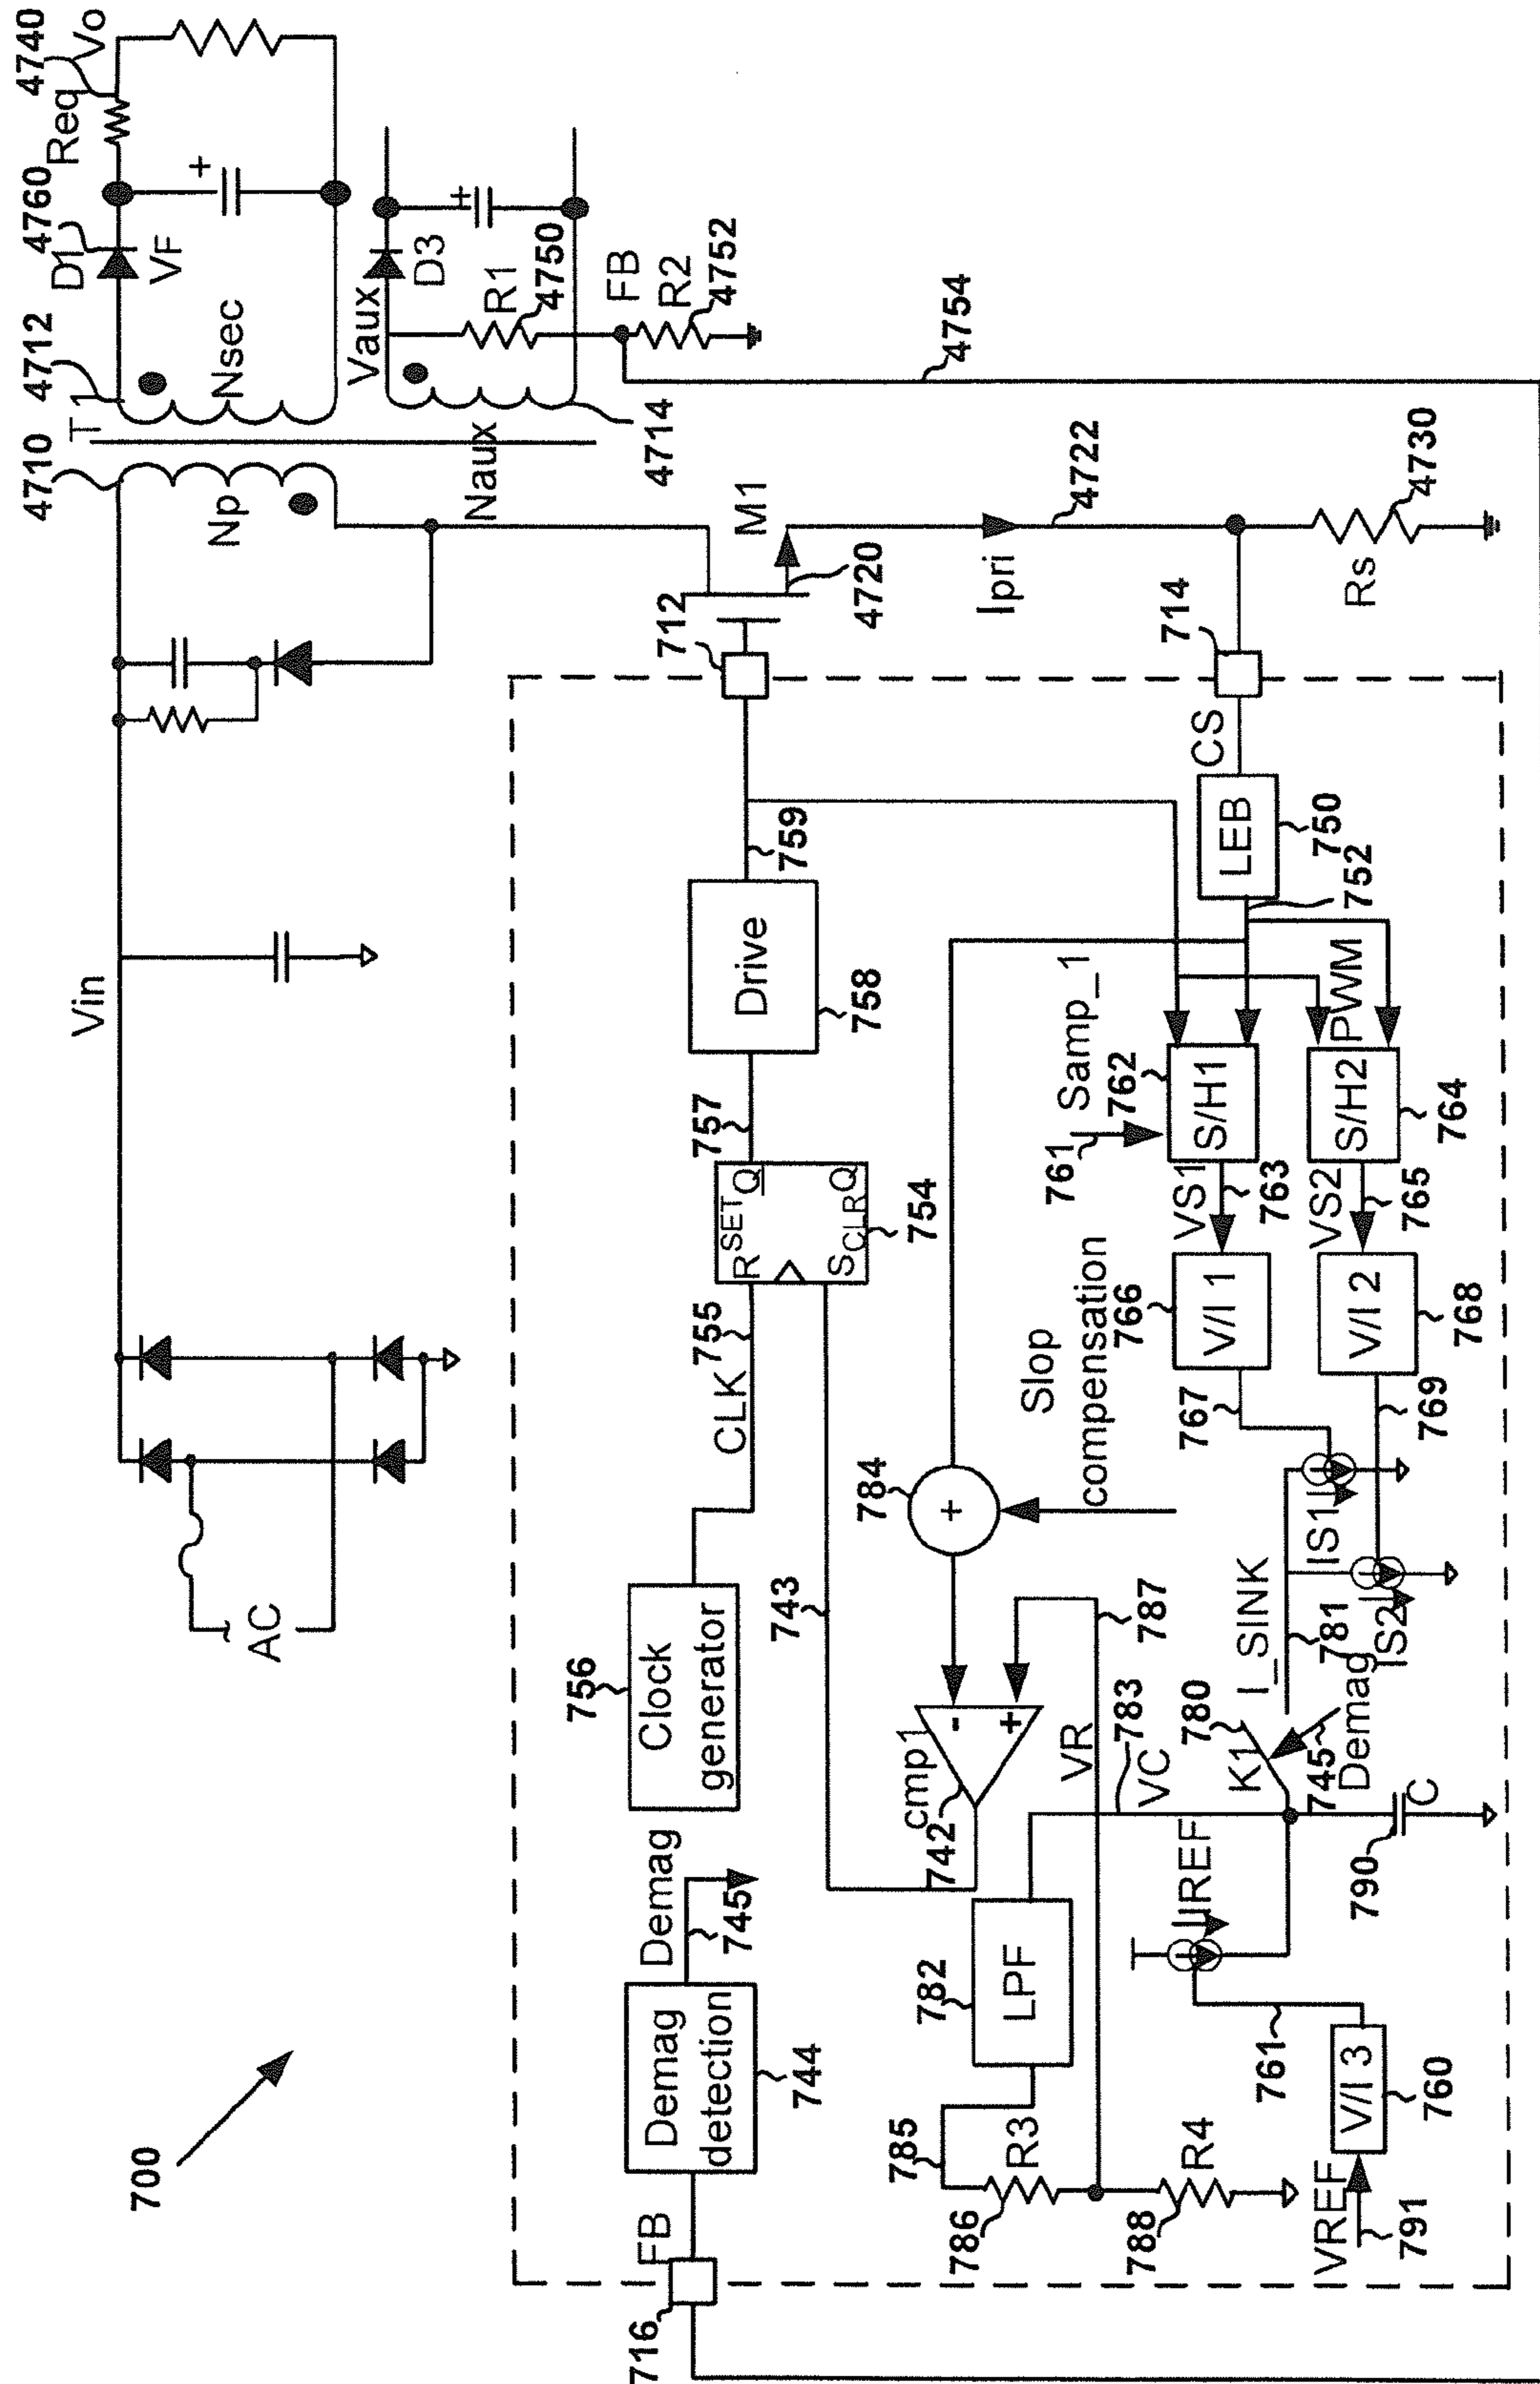 700
AC
Vin
4710
T1
4712
4760
4740
D1
Req
Vo
VF
Nsec
Np
Naux
Vaux
D3
R1
4750
4714
FB
R2
4752
4754
712
M1
4720
Ipri
4722
714
Rs
4730
716
FB
Demag
detection
744
Demag
745
756
Clock
generator
CLK
755
R
SET
Q
S
CLR
Q
754
757
Drive
758
759
743
cmp1
742
-
+
784
+
Slop
compensation
787
VR
783
VC
782
LPF
785
786
R3
788
R4
VREF
791
V/I 3
760
761
IREF
790
C
K1
780
745
Demag
I_SINK
781
IS1
IS2
767
769
766
V/I 1
V/I 2
768
VS1
763
VS2
765
761
Samp_1
762
S/H1
S/H2
764
PWM
752
LEB
750
CS